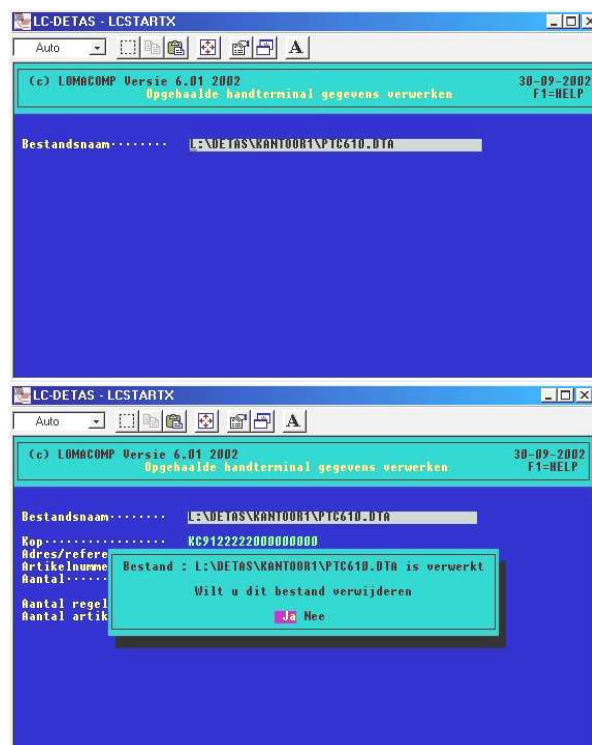 LC-DETAS - LCSTARTX
Auto A
(c) LOMACOMP Versie 6.01 2002 30-09-2002
Opgehaalde handterminal gegevens verwerken F1=HELP
Bestandsnaam········ L:\DETAS\KANTOOR1\PTC610.DTA
LC-DETAS - LCSTARTX
Auto A
(c) LOMACOMP Versie 6.01 2002 30-09-2002
Opgehaalde handterminal gegevens verwerken F1=HELP
Bestandsnaam········ L:\DETAS\KANTOOR1\PTC610.DTA
Kop················· KC9122222000000000
Adres/refere
Artikelnumme
Bestand : L:\DETAS\KANTOOR1\PTC610.DTA is verwerkt
Aantal······
Wilt u dit bestand verwijderen
Aantal regel
Aantal artik
Ja Nee